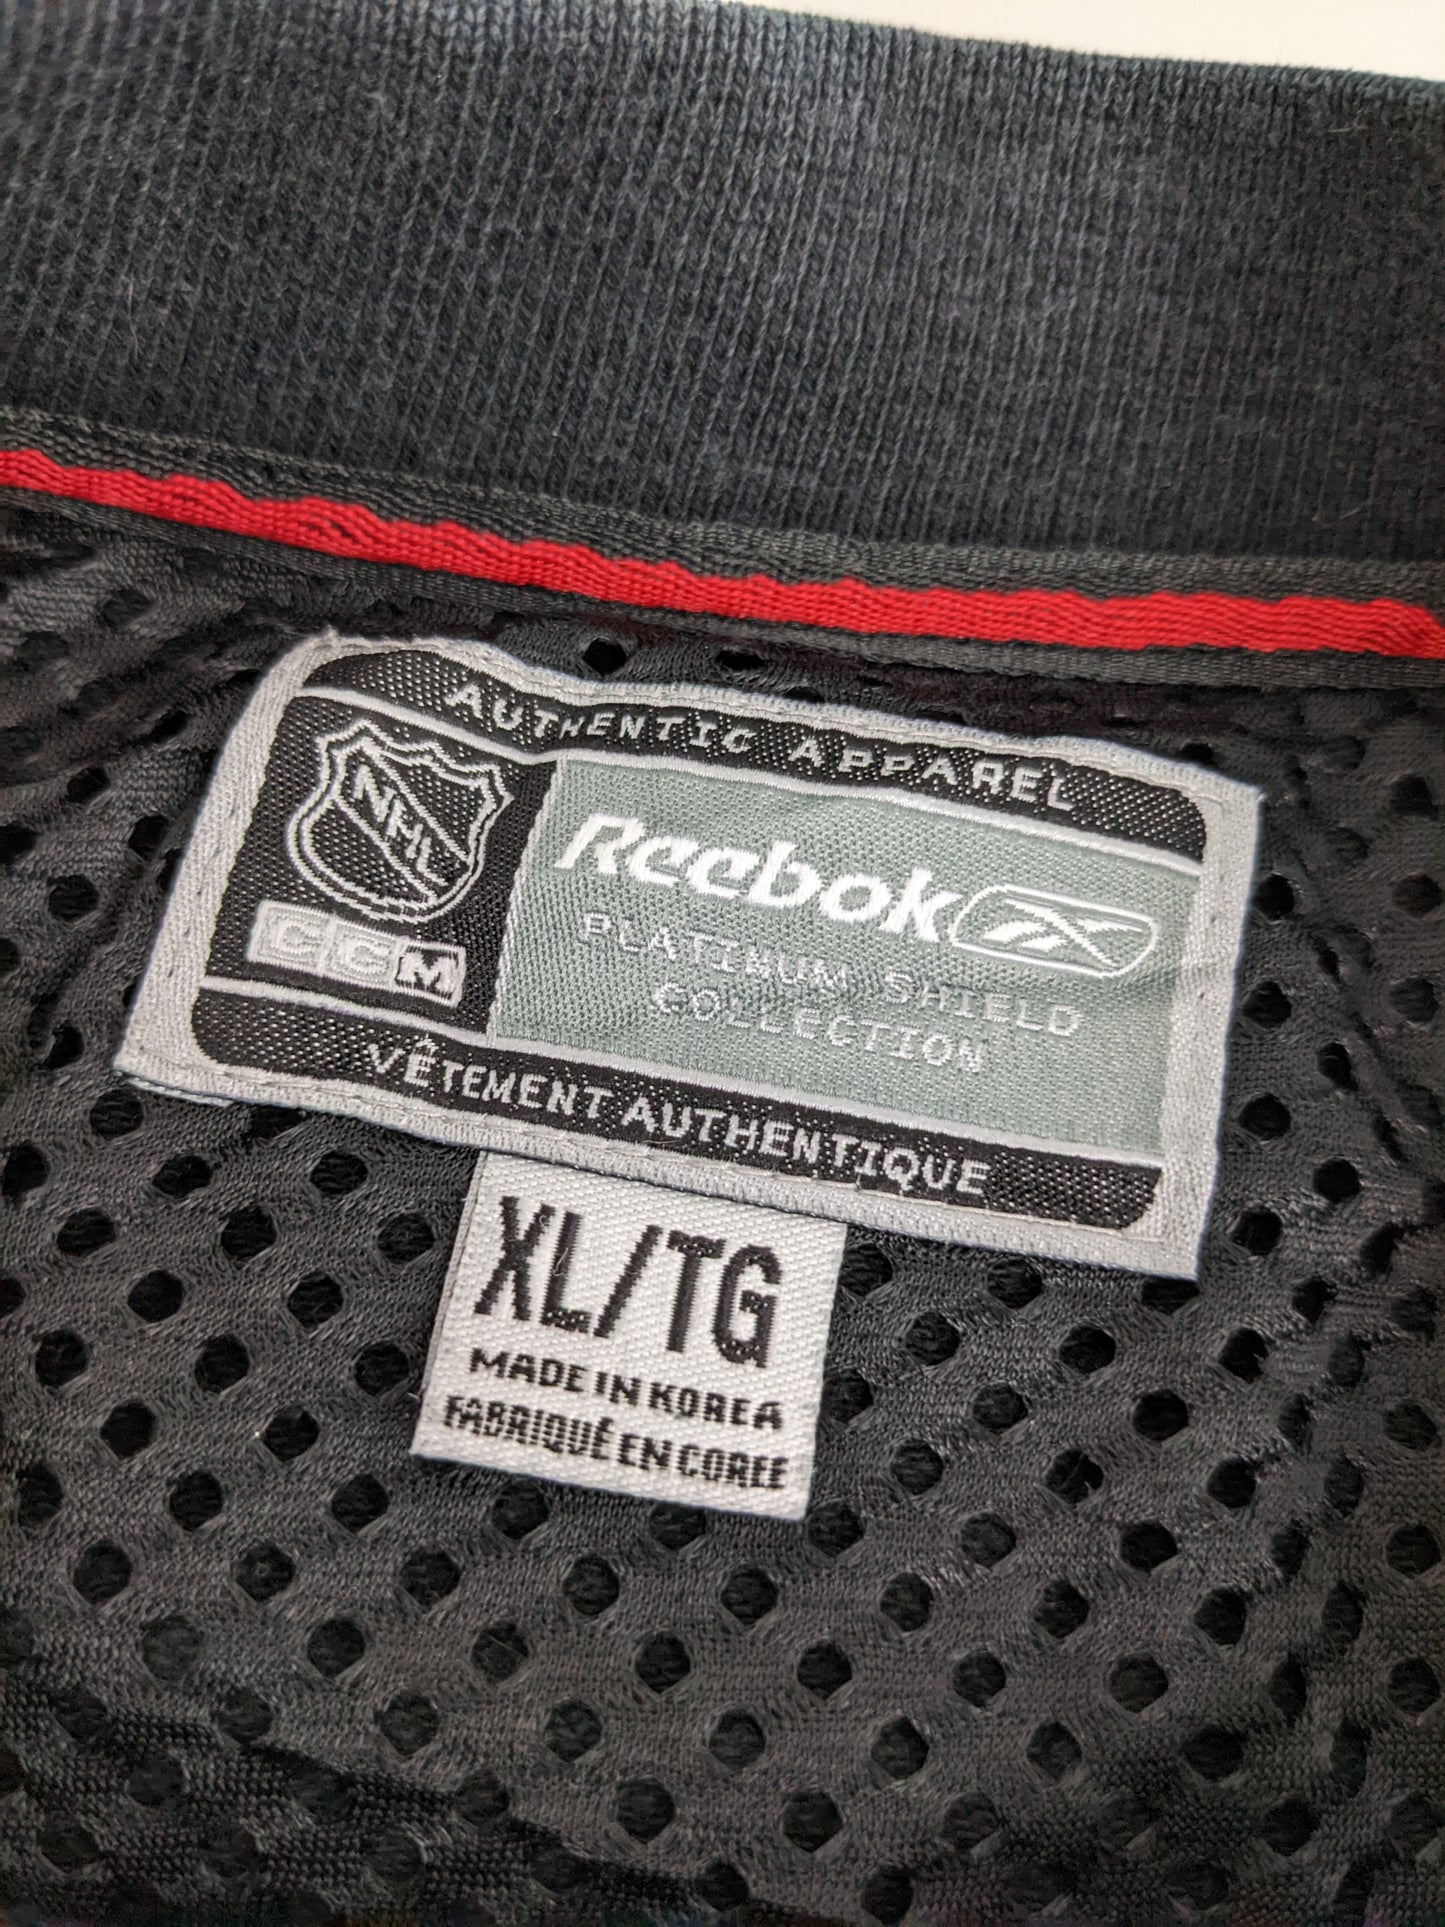 AUTHENTIC APPAREL
NHL
CCM
Reebok
PLATINUM SHIELD
COLLECTION
VÊTEMENT AUTHENTIQUE
XL/TG
MADE IN KOREA
FABRIQUÉ EN COREE